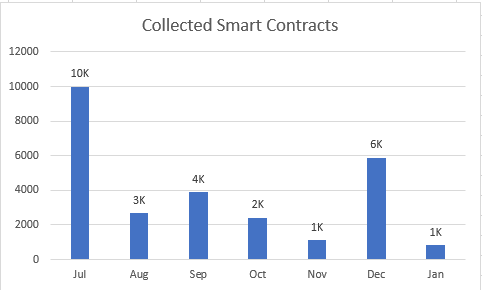 Collected Smart Contracts
12000
10000
8000
6000
4000
2000
0
10K
3K
4K
2K
1K
6K
1K
Jul Aug Sep Oct Nov Dec Jan